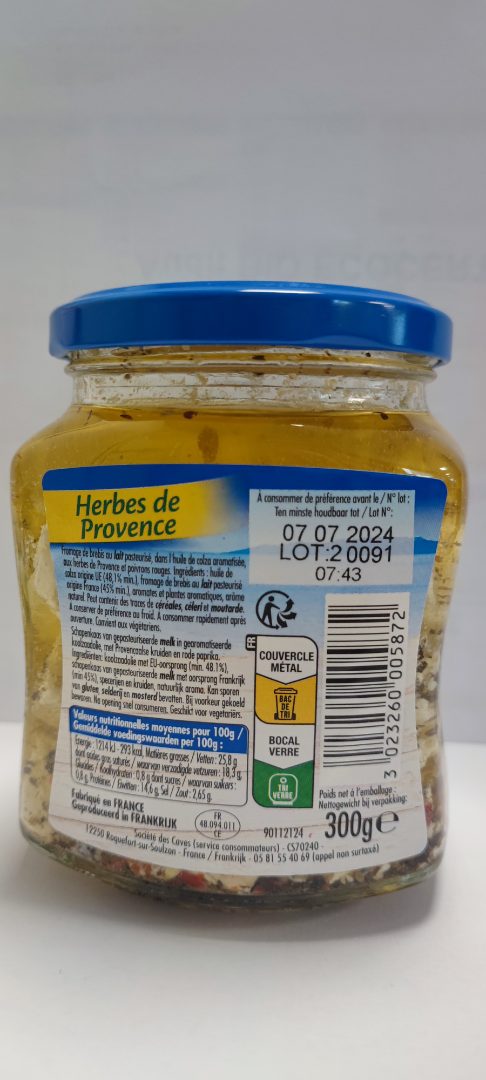 Herbes de
Provence
Fromage de brebis au lait pasteurisé, dans l'huile de colza aromatisée,
aux herbes de Provence et poivrons rouges. Ingrédients : huile de
colza origine UE (48,1% min.), fromage de brebis au lait pasteurisé
origine France (45% min.), aromates et plantes aromatiques, arôme
naturel. Peut contenir des traces de céréales, céleri et moutarde.
A conserver de préférence au froid. A consommer rapidement après
ouverture. Convient aux végétariens.
Schapenkaas van gepasteuriseerde melk in gearomatiseerde
koolzaadolie, met Provençaalse kruiden en rode paprika.
Ingrediënten: koolzaadolie met EU-oorsprong (min. 48.1%),
schapenkaas van gepasteuriseerde melk met oorsprong Frankrijk
(min 45%), specerijen en kruiden, natuurlijk aroma. Kan sporen
van gluten, selderij en mosterd bevatten. Bij voorkeur gekoeld
bewaren. Na opening snel consumeren. Geschikt voor vegetariërs.
Valeurs nutritionnelles moyennes pour 100g /
Gemiddelde voedingswaarden per 100g :
Energie : 1214 kJ - 293 kcal, Matières grasses / Vetten : 25,8 g
dont acides gras saturés / waarvan verzadigde vetzuren : 18,3 g,
Glucides / Koolhydraten : 0,8 g dont sucres / waarvan suikers :
0,8 g, Protéines / Eiwitten : 14,6 g, Sel / Zout : 2,65 g.
Fabriqué en FRANCE
Geproduceerd in FRANKRIJK
FR
48 094 011
CE
A consommer de préférence avant le / N° lot :
Ten minste houdbaar tot / Lot N°:
07 07 2024
LOT:2 0091
07:43
FR
COUVERCLE
MÉTAL
BAC
DE
TRI
BOCAL
VERRE
TRI
VERRE
3 023260 005872
Poids net à l'emballage :
Nettogewicht bij verpakking:
300g e
90112124
Société des Caves (service consommateurs) - CS70240 -
12250 Roquefort-sur-Soulzon - France / Frankrijk - 05 81 55 40 69 (appel non surtaxé)